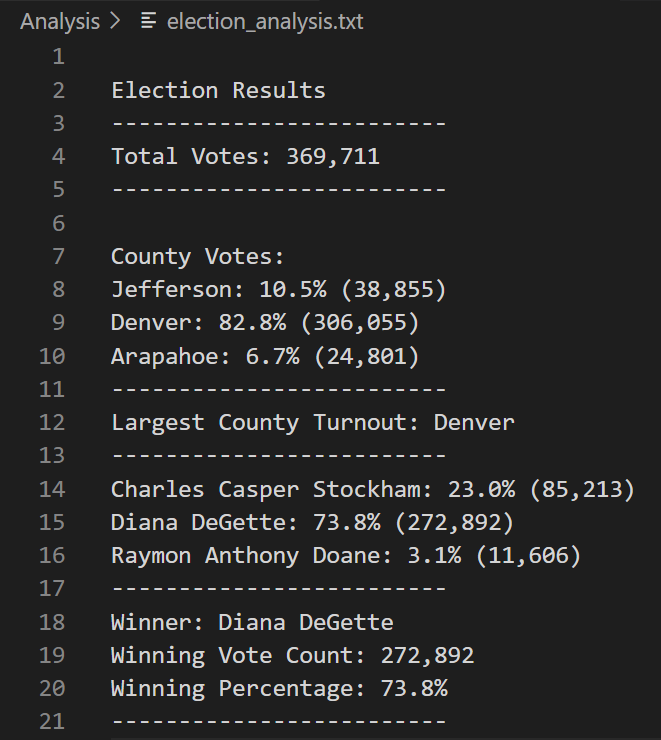 Analysis > election_analysis.txt
1
2 Election Results
3 -------------------------
4 Total Votes: 369,711
5 -------------------------
6
7 County Votes:
8 Jefferson: 10.5% (38,855)
9 Denver: 82.8% (306,055)
10 Arapahoe: 6.7% (24,801)
11 -------------------------
12 Largest County Turnout: Denver
13 -------------------------
14 Charles Casper Stockham: 23.0% (85,213)
15 Diana DeGette: 73.8% (272,892)
16 Raymon Anthony Doane: 3.1% (11,606)
17 -------------------------
18 Winner: Diana DeGette
19 Winning Vote Count: 272,892
20 Winning Percentage: 73.8%
21 -------------------------